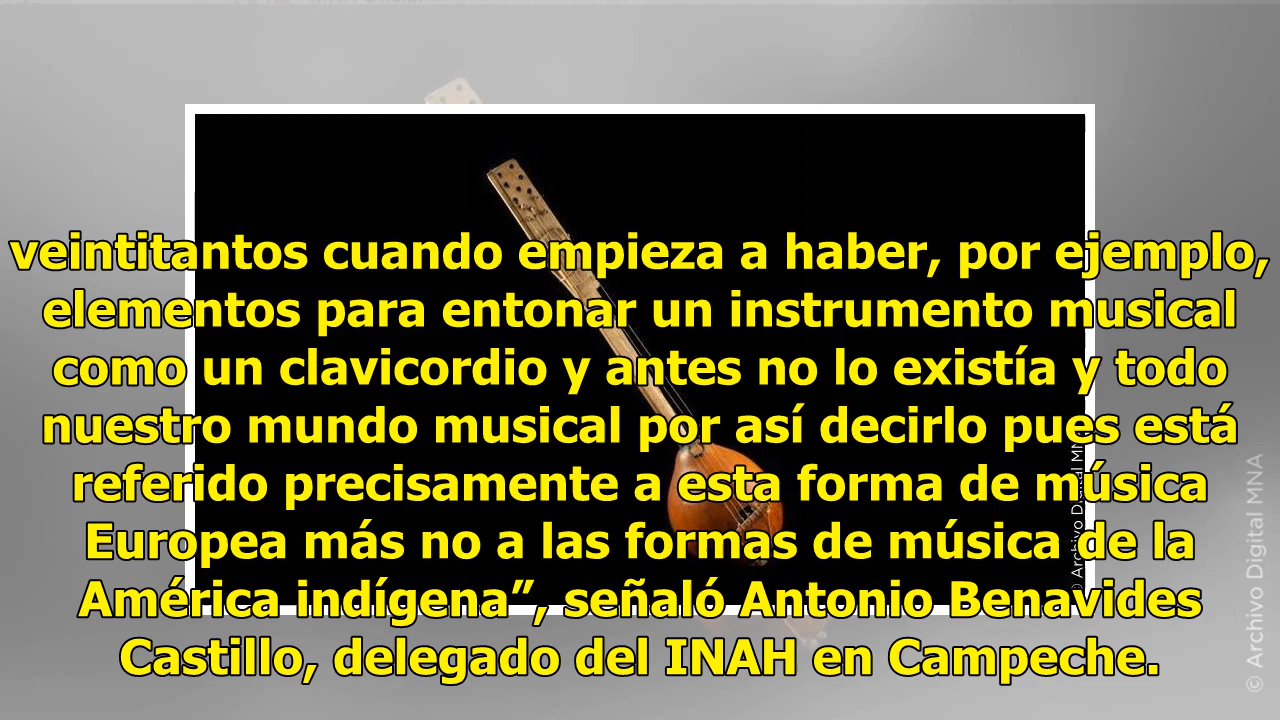 veintitantos cuando empieza a haber, por ejemplo,
elementos para entonar un instrumento musical
como un clavicordio y antes no lo existía y todo
nuestro mundo musical por así decirlo pues está
referido precisamente a esta forma de música
Europea más no a las formas de música de la
América indígena”, señaló Antonio Benavides
Castillo, delegado del INAH en Campeche.
© Archivo Digital MNA
© Archivo Digital MNA